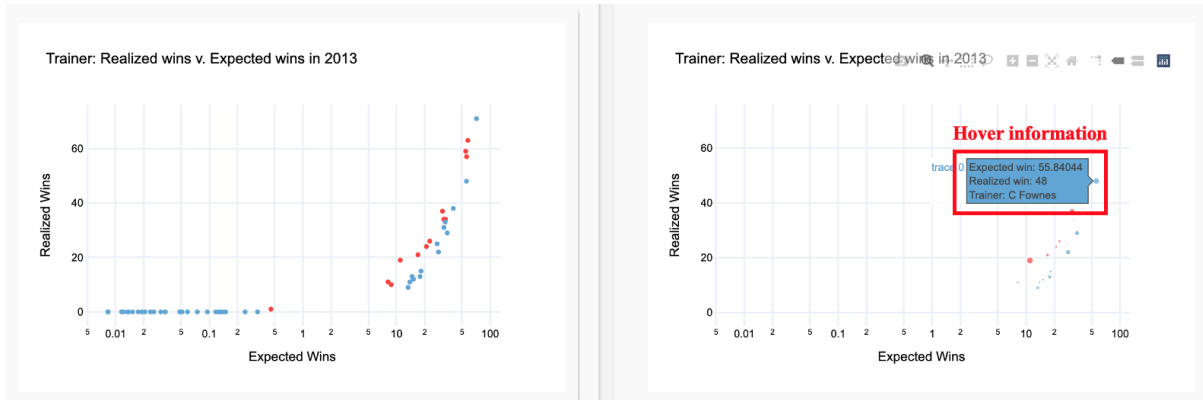 Trainer: Realized wins v. Expected wins in 2013
60
40
20
0
Realized Wins
5 0.01 2 5 0.1 2 5 1 2 5 10 2 5 100
Expected Wins
Trainer: Realized wins v. Expected wins in 2013
Hover information
60
trace 0
Expected win: 55.84044
Realized win: 48
Trainer: C Fownes
40
20
0
Realized Wins
5 0.01 2 5 0.1 2 5 1 2 5 10 2 5 100
Expected Wins